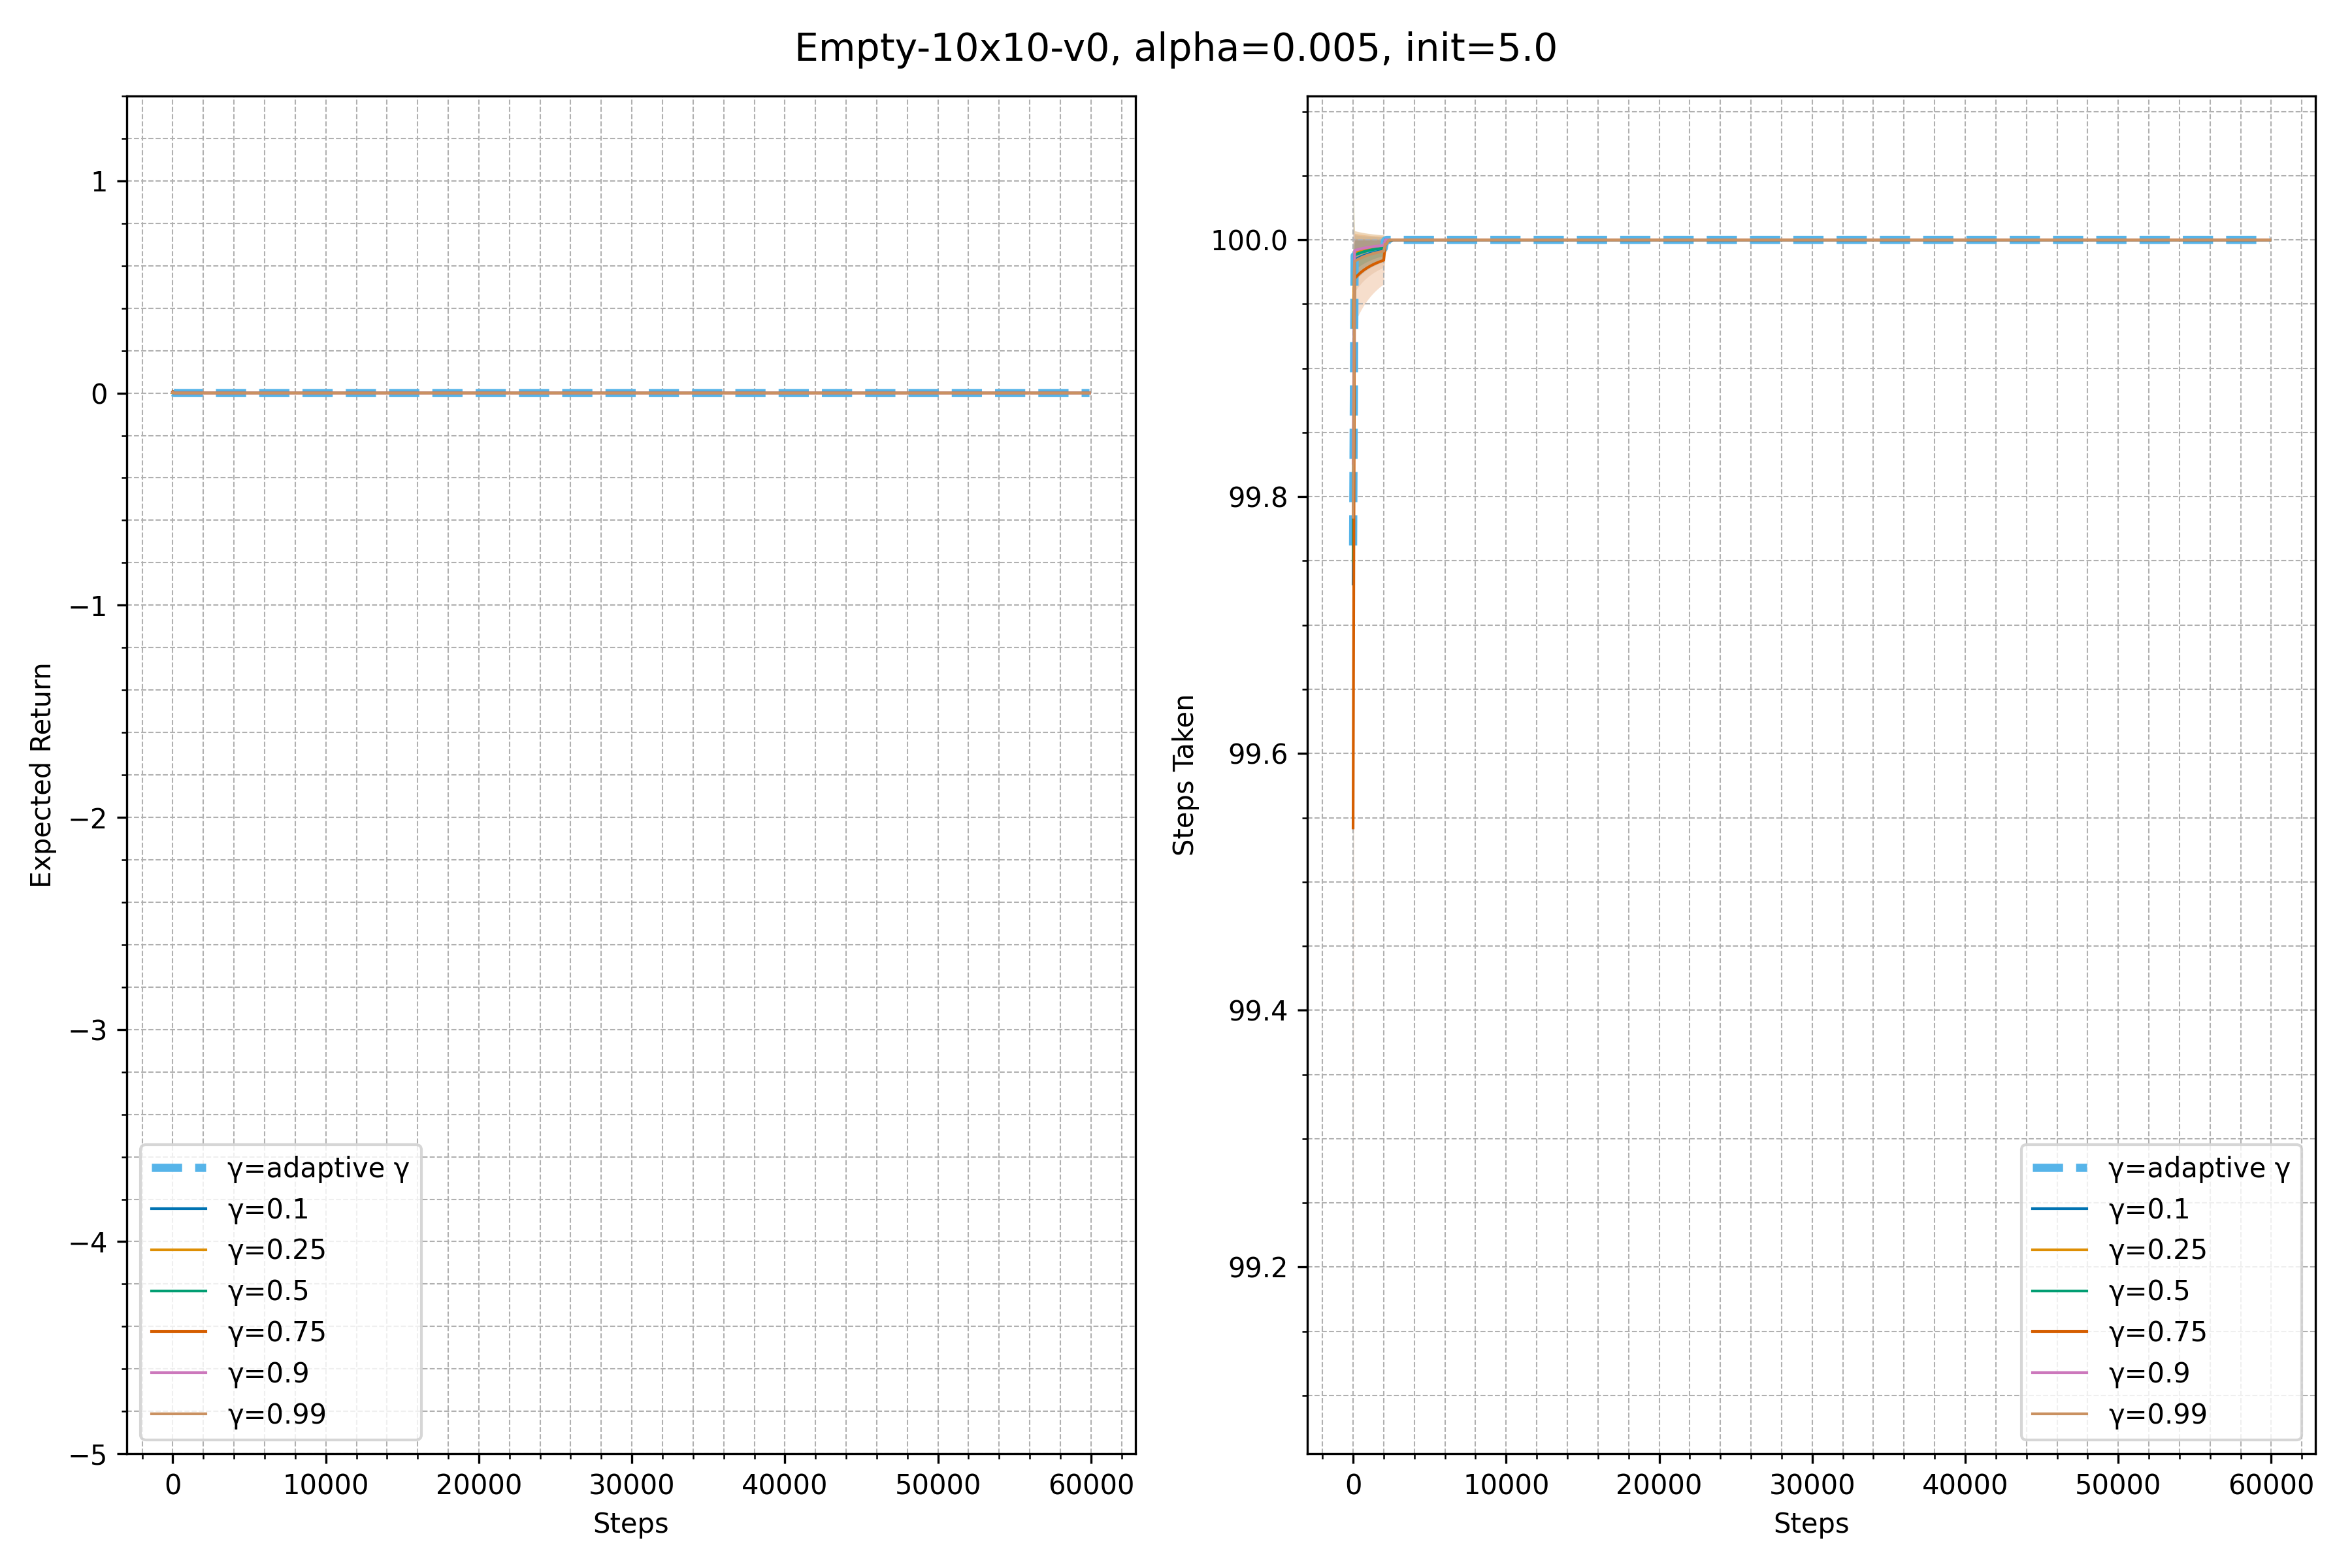 Empty-10x10-v0, alpha=0.005, init=5.0
Expected Return
1
0
−1
−2
−3
−4
−5
γ=adaptive γ
γ=0.1
γ=0.25
γ=0.5
γ=0.75
γ=0.9
γ=0.99
0 10000 20000 30000 40000 50000 60000
Steps
Steps Taken
100.0
99.8
99.6
99.4
99.2
γ=adaptive γ
γ=0.1
γ=0.25
γ=0.5
γ=0.75
γ=0.9
γ=0.99
0 10000 20000 30000 40000 50000 60000
Steps